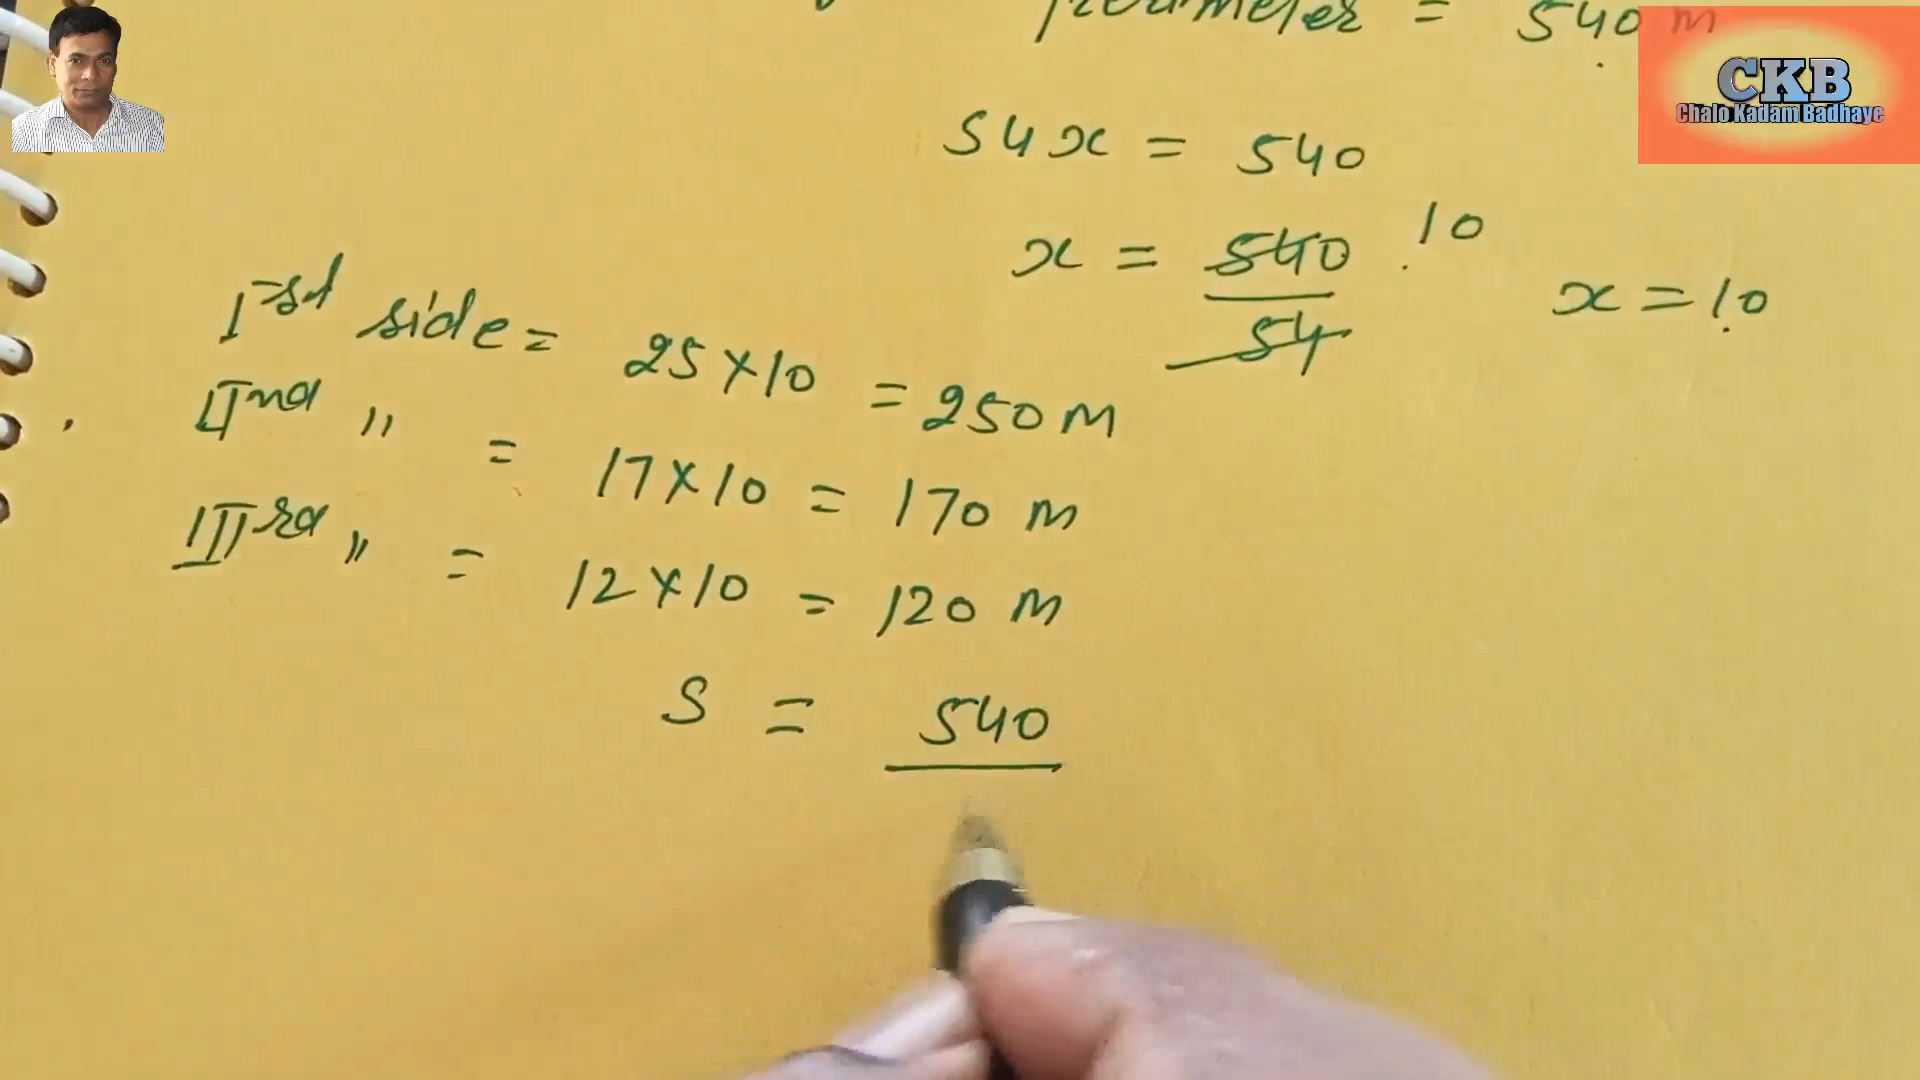 perimeter = 540 m
CKB
Chalo Kadam Badhaye
54x = 540
x = 540 / 54 10
x = 10
Ist side = 25 × 10 = 250 m
IInd " = 17 × 10 = 170 m
IIIrd " = 12 × 10 = 120 m
S = 540